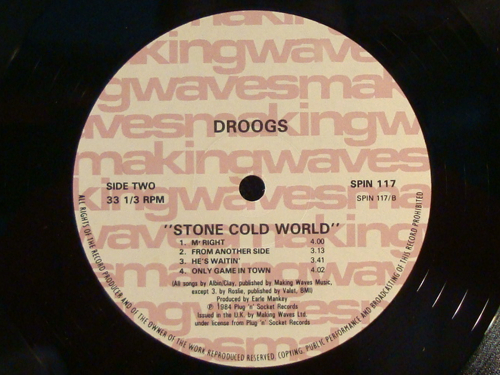 makingwaves
DROOGS
SIDE TWO
33 1/3 RPM
SPIN 117
SPIN 117/B
"STONE COLD WORLD"
1. Mr RIGHT 4.00
2. FROM ANOTHER SIDE 3.13
3. HE'S WAITIN' 3.41
4. ONLY GAME IN TOWN 4.02
(All songs by Albin/Clay, published by Making Waves Music,
except 3. by Roslie, published by Valet, BMI)
Produced by Earle Mankey
℗ 1984 Plug 'n' Socket Records
Issued in the U.K. by Making Waves Ltd.
under license from Plug 'n' Socket Records
ALL RIGHTS OF THE RECORD PRODUCER AND OF THE OWNER OF THE WORK REPRODUCED RESERVED. COPYING, PUBLIC PERFORMANCE AND BROADCASTING OF THIS RECORD PROHIBITED